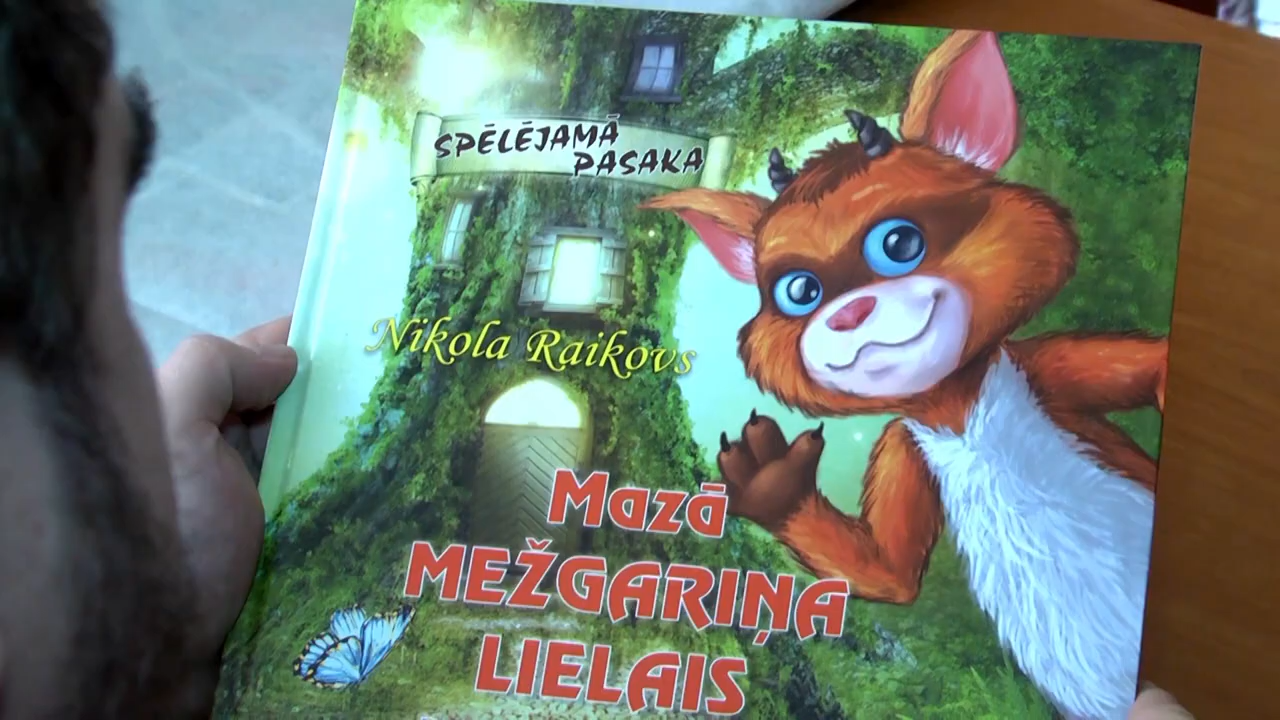 SPĒLĒJAMĀ
PASAKA
Nikola Raikovs
Mazā
MEŽGARIŅA
LIELAIS